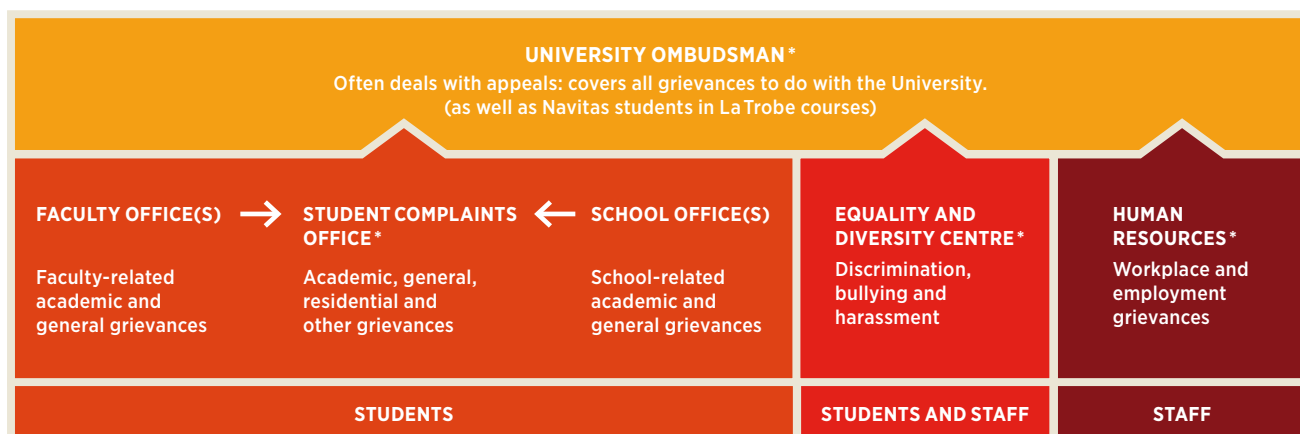 UNIVERSITY OMBUDSMAN*
Often deals with appeals: covers all grievances to do with the University.
(as well as Navitas students in La Trobe courses)
FACULTY OFFICE(S)
Faculty-related
academic and
general grievances
STUDENT COMPLAINTS
OFFICE*
Academic, general,
residential and
other grievances
SCHOOL OFFICE(S)
School-related
academic and
general grievances
EQUALITY AND
DIVERSITY CENTRE*
Discrimination,
bullying and
harassment
HUMAN
RESOURCES*
Workplace and
employment
grievances
STUDENTS
STUDENTS AND STAFF
STAFF